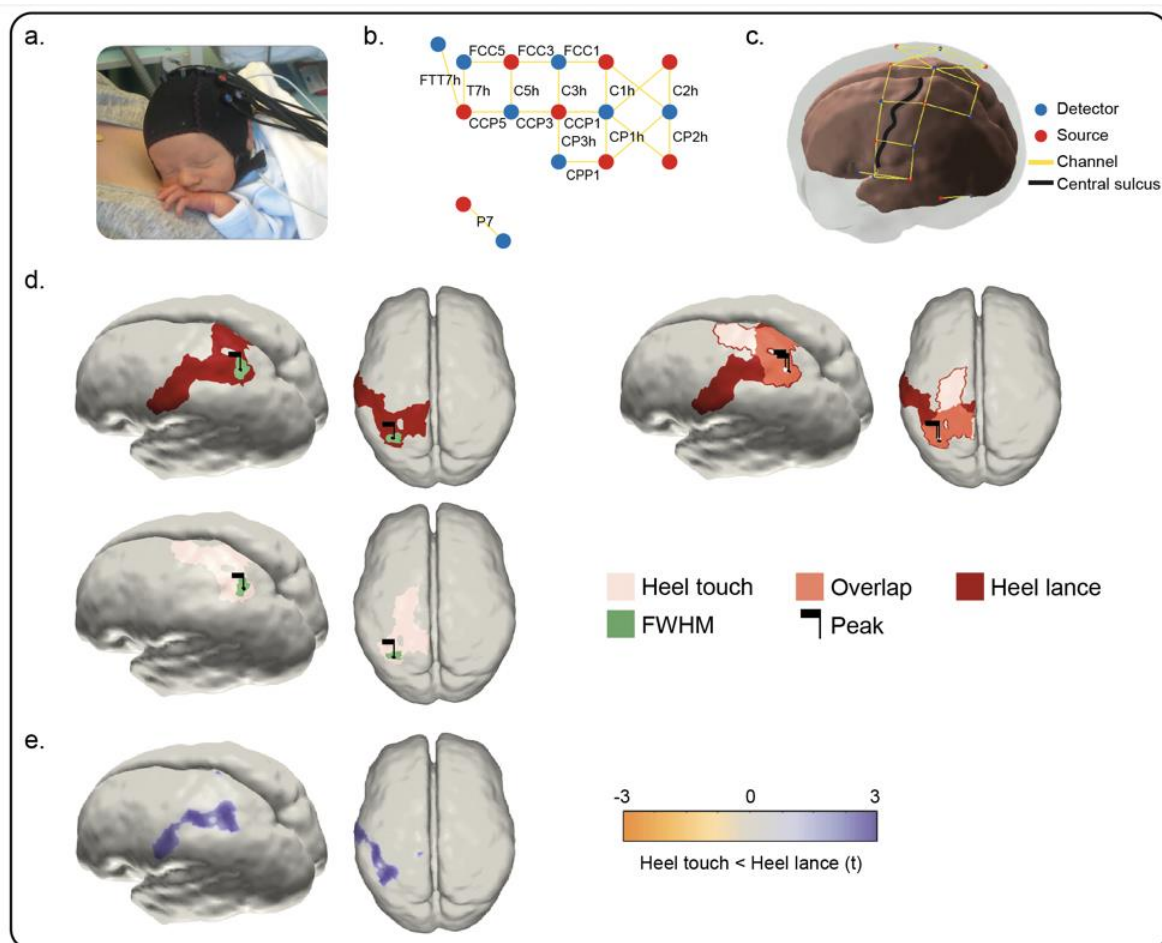 a.
b.
c.
FCC5 FCC3 FCC1
FTT7h
T7h C5h C3h C1h C2h
CCP5 CCP3 CCP1
CP3h CP1h CP2h
CPP1
P7
Detector
Source
Channel
Central sulcus
d.
Heel touch Overlap Heel lance
FWHM Peak
e.
-3 0 3
Heel touch < Heel lance (t)